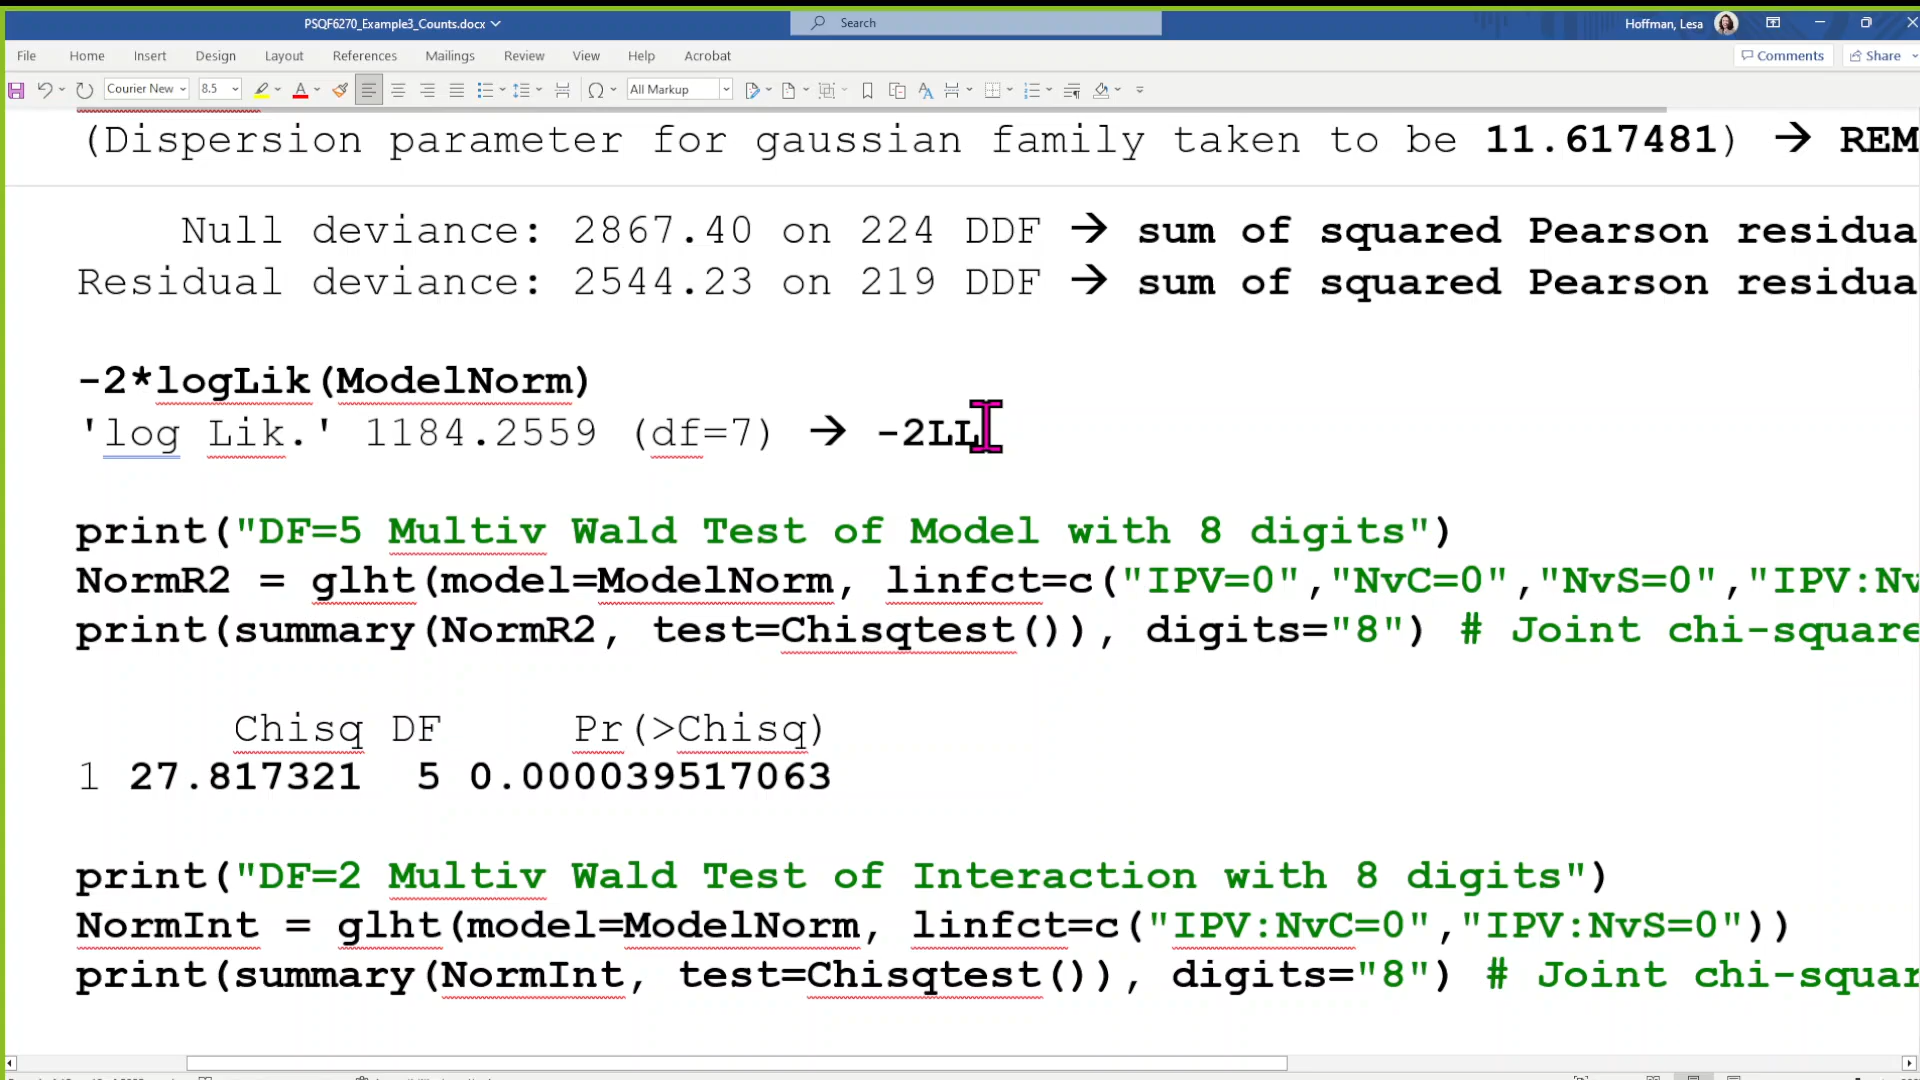 PSQF6270_Example3_Counts.docx
Search
Hoffman, Lesa
File Home Insert Design Layout References Mailings Review View Help Acrobat Comments Share
Courier New 8.5 All Markup
(Dispersion parameter for gaussian family taken to be 11.617481) → REM
Null deviance: 2867.40 on 224 DDF → sum of squared Pearson residua
Residual deviance: 2544.23 on 219 DDF → sum of squared Pearson residua
-2*logLik(ModelNorm)
'log Lik.' 1184.2559 (df=7) → -2LL
print("DF=5 Multiv Wald Test of Model with 8 digits")
NormR2 = glht(model=ModelNorm, linfct=c("IPV=0","NvC=0","NvS=0","IPV:Nv
print(summary(NormR2, test=Chisqtest()), digits="8") # Joint chi-square
Chisq DF Pr(>Chisq)
1 27.817321 5 0.000039517063
print("DF=2 Multiv Wald Test of Interaction with 8 digits")
NormInt = glht(model=ModelNorm, linfct=c("IPV:NvC=0","IPV:NvS=0"))
print(summary(NormInt, test=Chisqtest()), digits="8") # Joint chi-squar